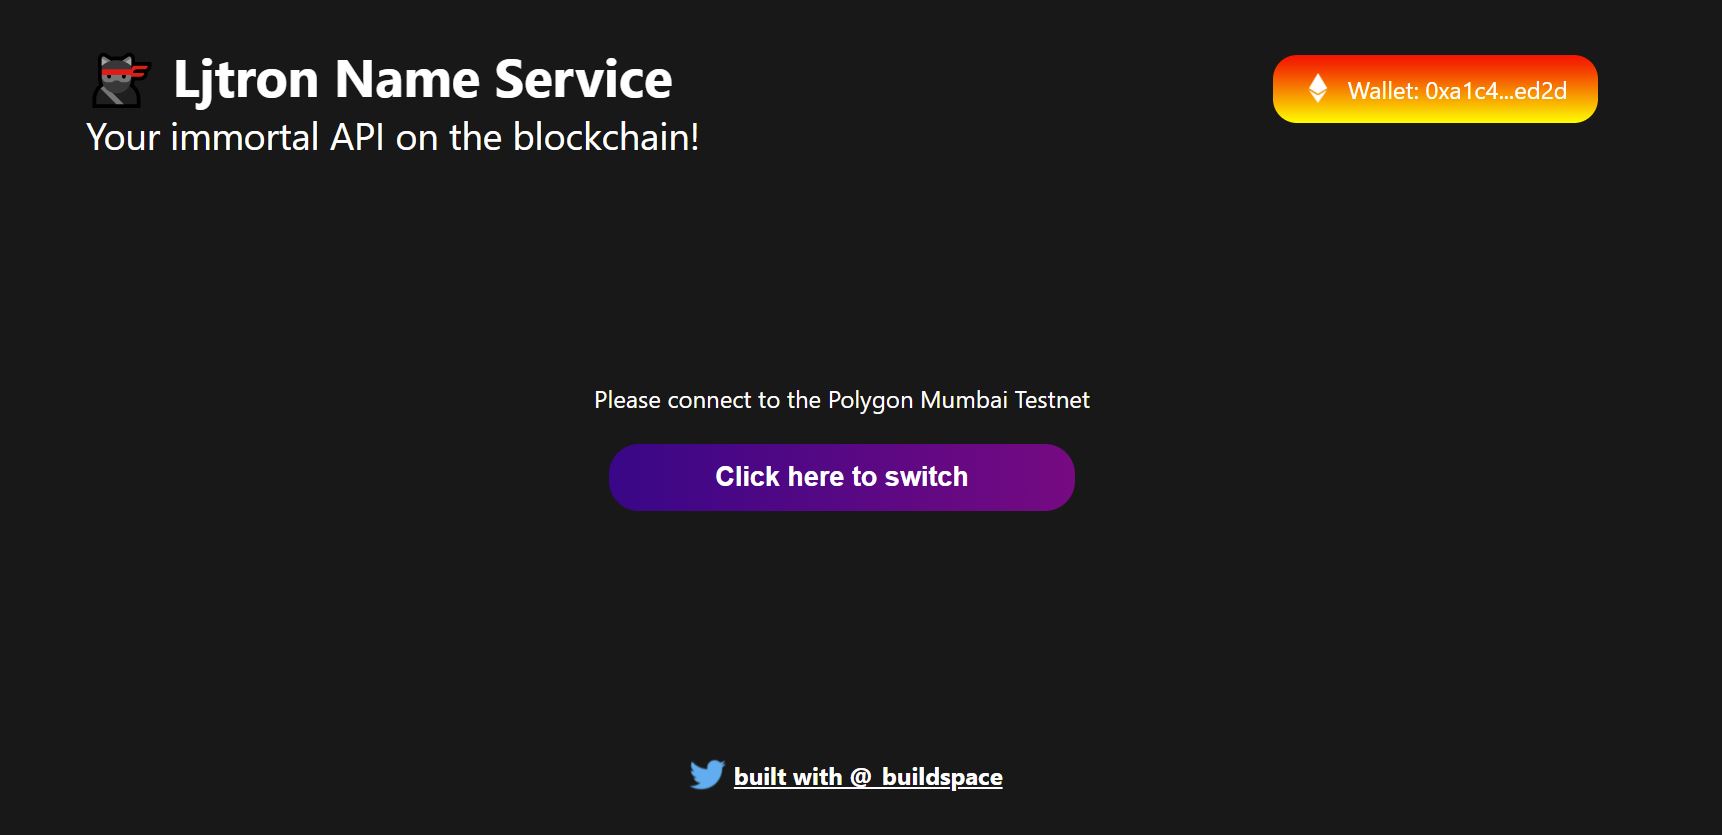 Ljtron Name Service
Your immortal API on the blockchain!
Wallet: 0xa1c4...ed2d
Please connect to the Polygon Mumbai Testnet
Click here to switch
built with @_buildspace